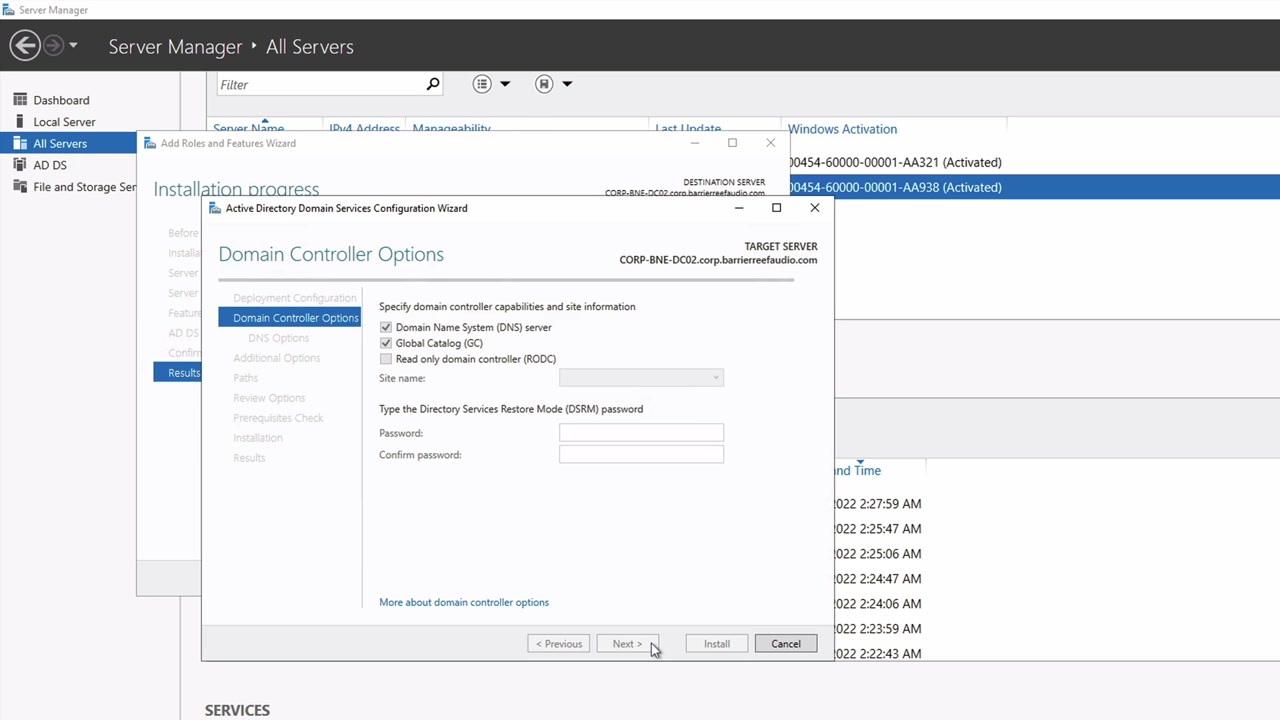 Server Manager
Server Manager ‣ All Servers
Filter
Dashboard
Local Server
All Servers
AD DS
File and Storage Ser
Server Name IPv4 Address Manageability Last Update Windows Activation
00454-60000-00001-AA321 (Activated)
00454-60000-00001-AA938 (Activated)
Add Roles and Features Wizard
Installation progress
DESTINATION SERVER
CORP-BNE-DC02.corp.barrierreefaudio.com
Before
Installa
Server
Server
Feature
AD DS
Confirm
Results
Active Directory Domain Services Configuration Wizard
Domain Controller Options
TARGET SERVER
CORP-BNE-DC02.corp.barrierreefaudio.com
Deployment Configuration
Domain Controller Options
DNS Options
Additional Options
Paths
Review Options
Prerequisites Check
Installation
Results
Specify domain controller capabilities and site information
Domain Name System (DNS) server
Global Catalog (GC)
Read only domain controller (RODC)
Site name:
Type the Directory Services Restore Mode (DSRM) password
Password:
Confirm password:
More about domain controller options
< Previous
Next >
Install
Cancel
and Time
2022 2:27:59 AM
2022 2:25:47 AM
2022 2:25:06 AM
2022 2:24:47 AM
2022 2:24:06 AM
2022 2:23:59 AM
2022 2:22:43 AM
SERVICES